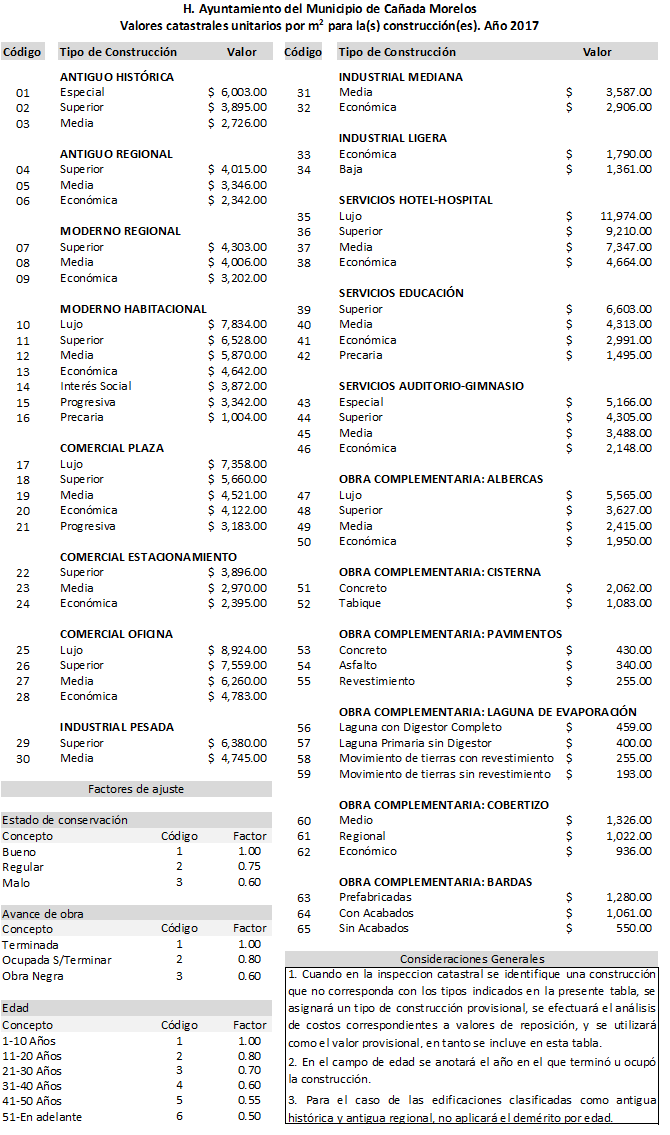 H. Ayuntamiento del Municipio de Cañada Morelos
Valores catastrales unitarios por m² para la(s) construcción(es). Año 2017
Código Tipo de Construcción Valor
ANTIGUO HISTÓRICA
01 Especial $ 6,003.00
02 Superior $ 3,895.00
03 Media $ 2,726.00
ANTIGUO REGIONAL
04 Superior $ 4,015.00
05 Media $ 3,346.00
06 Económica $ 2,342.00
MODERNO REGIONAL
07 Superior $ 4,303.00
08 Media $ 4,006.00
09 Económica $ 3,202.00
MODERNO HABITACIONAL
10 Lujo $ 7,834.00
11 Superior $ 6,528.00
12 Media $ 5,870.00
13 Económica $ 4,642.00
14 Interés Social $ 3,872.00
15 Progresiva $ 3,342.00
16 Precaria $ 1,004.00
COMERCIAL PLAZA
17 Lujo $ 7,358.00
18 Superior $ 5,660.00
19 Media $ 4,521.00
20 Económica $ 4,122.00
21 Progresiva $ 3,183.00
COMERCIAL ESTACIONAMIENTO
22 Superior $ 3,896.00
23 Media $ 2,970.00
24 Económica $ 2,395.00
COMERCIAL OFICINA
25 Lujo $ 8,924.00
26 Superior $ 7,559.00
27 Media $ 6,260.00
28 Económica $ 4,783.00
INDUSTRIAL PESADA
29 Superior $ 6,380.00
30 Media $ 4,745.00
Factores de ajuste
Estado de conservación
Concepto Código Factor
Bueno 1 1.00
Regular 2 0.75
Malo 3 0.60
Avance de obra
Concepto Código Factor
Terminada 1 1.00
Ocupada S/Terminar 2 0.80
Obra Negra 3 0.60
Edad
Concepto Código Factor
1-10 Años 1 1.00
11-20 Años 2 0.80
21-30 Años 3 0.70
31-40 Años 4 0.60
41-50 Años 5 0.55
51-En adelante 6 0.50
Código Tipo de Construcción Valor
INDUSTRIAL MEDIANA
31 Media $ 3,587.00
32 Económica $ 2,906.00
INDUSTRIAL LIGERA
33 Económica $ 1,790.00
34 Baja $ 1,361.00
SERVICIOS HOTEL-HOSPITAL
35 Lujo $ 11,974.00
36 Superior $ 9,210.00
37 Media $ 7,347.00
38 Económica $ 4,664.00
SERVICIOS EDUCACIÓN
39 Superior $ 6,603.00
40 Media $ 4,313.00
41 Económica $ 2,991.00
42 Precaria $ 1,495.00
SERVICIOS AUDITORIO-GIMNASIO
43 Especial $ 5,166.00
44 Superior $ 4,305.00
45 Media $ 3,488.00
46 Económica $ 2,148.00
OBRA COMPLEMENTARIA: ALBERCAS
47 Lujo $ 5,565.00
48 Superior $ 3,627.00
49 Media $ 2,415.00
50 Económica $ 1,950.00
OBRA COMPLEMENTARIA: CISTERNA
51 Concreto $ 2,062.00
52 Tabique $ 1,083.00
OBRA COMPLEMENTARIA: PAVIMENTOS
53 Concreto $ 430.00
54 Asfalto $ 340.00
55 Revestimiento $ 255.00
OBRA COMPLEMENTARIA: LAGUNA DE EVAPORACIÓN
56 Laguna con Digestor Completo $ 459.00
57 Laguna Primaria sin Digestor $ 400.00
58 Movimiento de tierras con revestimiento $ 255.00
59 Movimiento de tierras sin revestimiento $ 193.00
OBRA COMPLEMENTARIA: COBERTIZO
60 Medio $ 1,326.00
61 Regional $ 1,022.00
62 Económico $ 936.00
OBRA COMPLEMENTARIA: BARDAS
63 Prefabricadas $ 1,280.00
64 Con Acabados $ 1,061.00
65 Sin Acabados $ 550.00
Consideraciones Generales
1. Cuando en la inspeccion catastral se identifique una construcción
que no corresponda con los tipos indicados en la presente tabla, se
asignará un tipo de construcción provisional, se efectuará el análisis
de costos correspondientes a valores de reposición, y se utilizará
como el valor provisional, en tanto se incluye en esta tabla.
2. En el campo de edad se anotará el año en el que terminó u ocupó
la construcción.
3. Para el caso de las edificaciones clasificadas como antigua
histórica y antigua regional, no aplicará el demérito por edad.